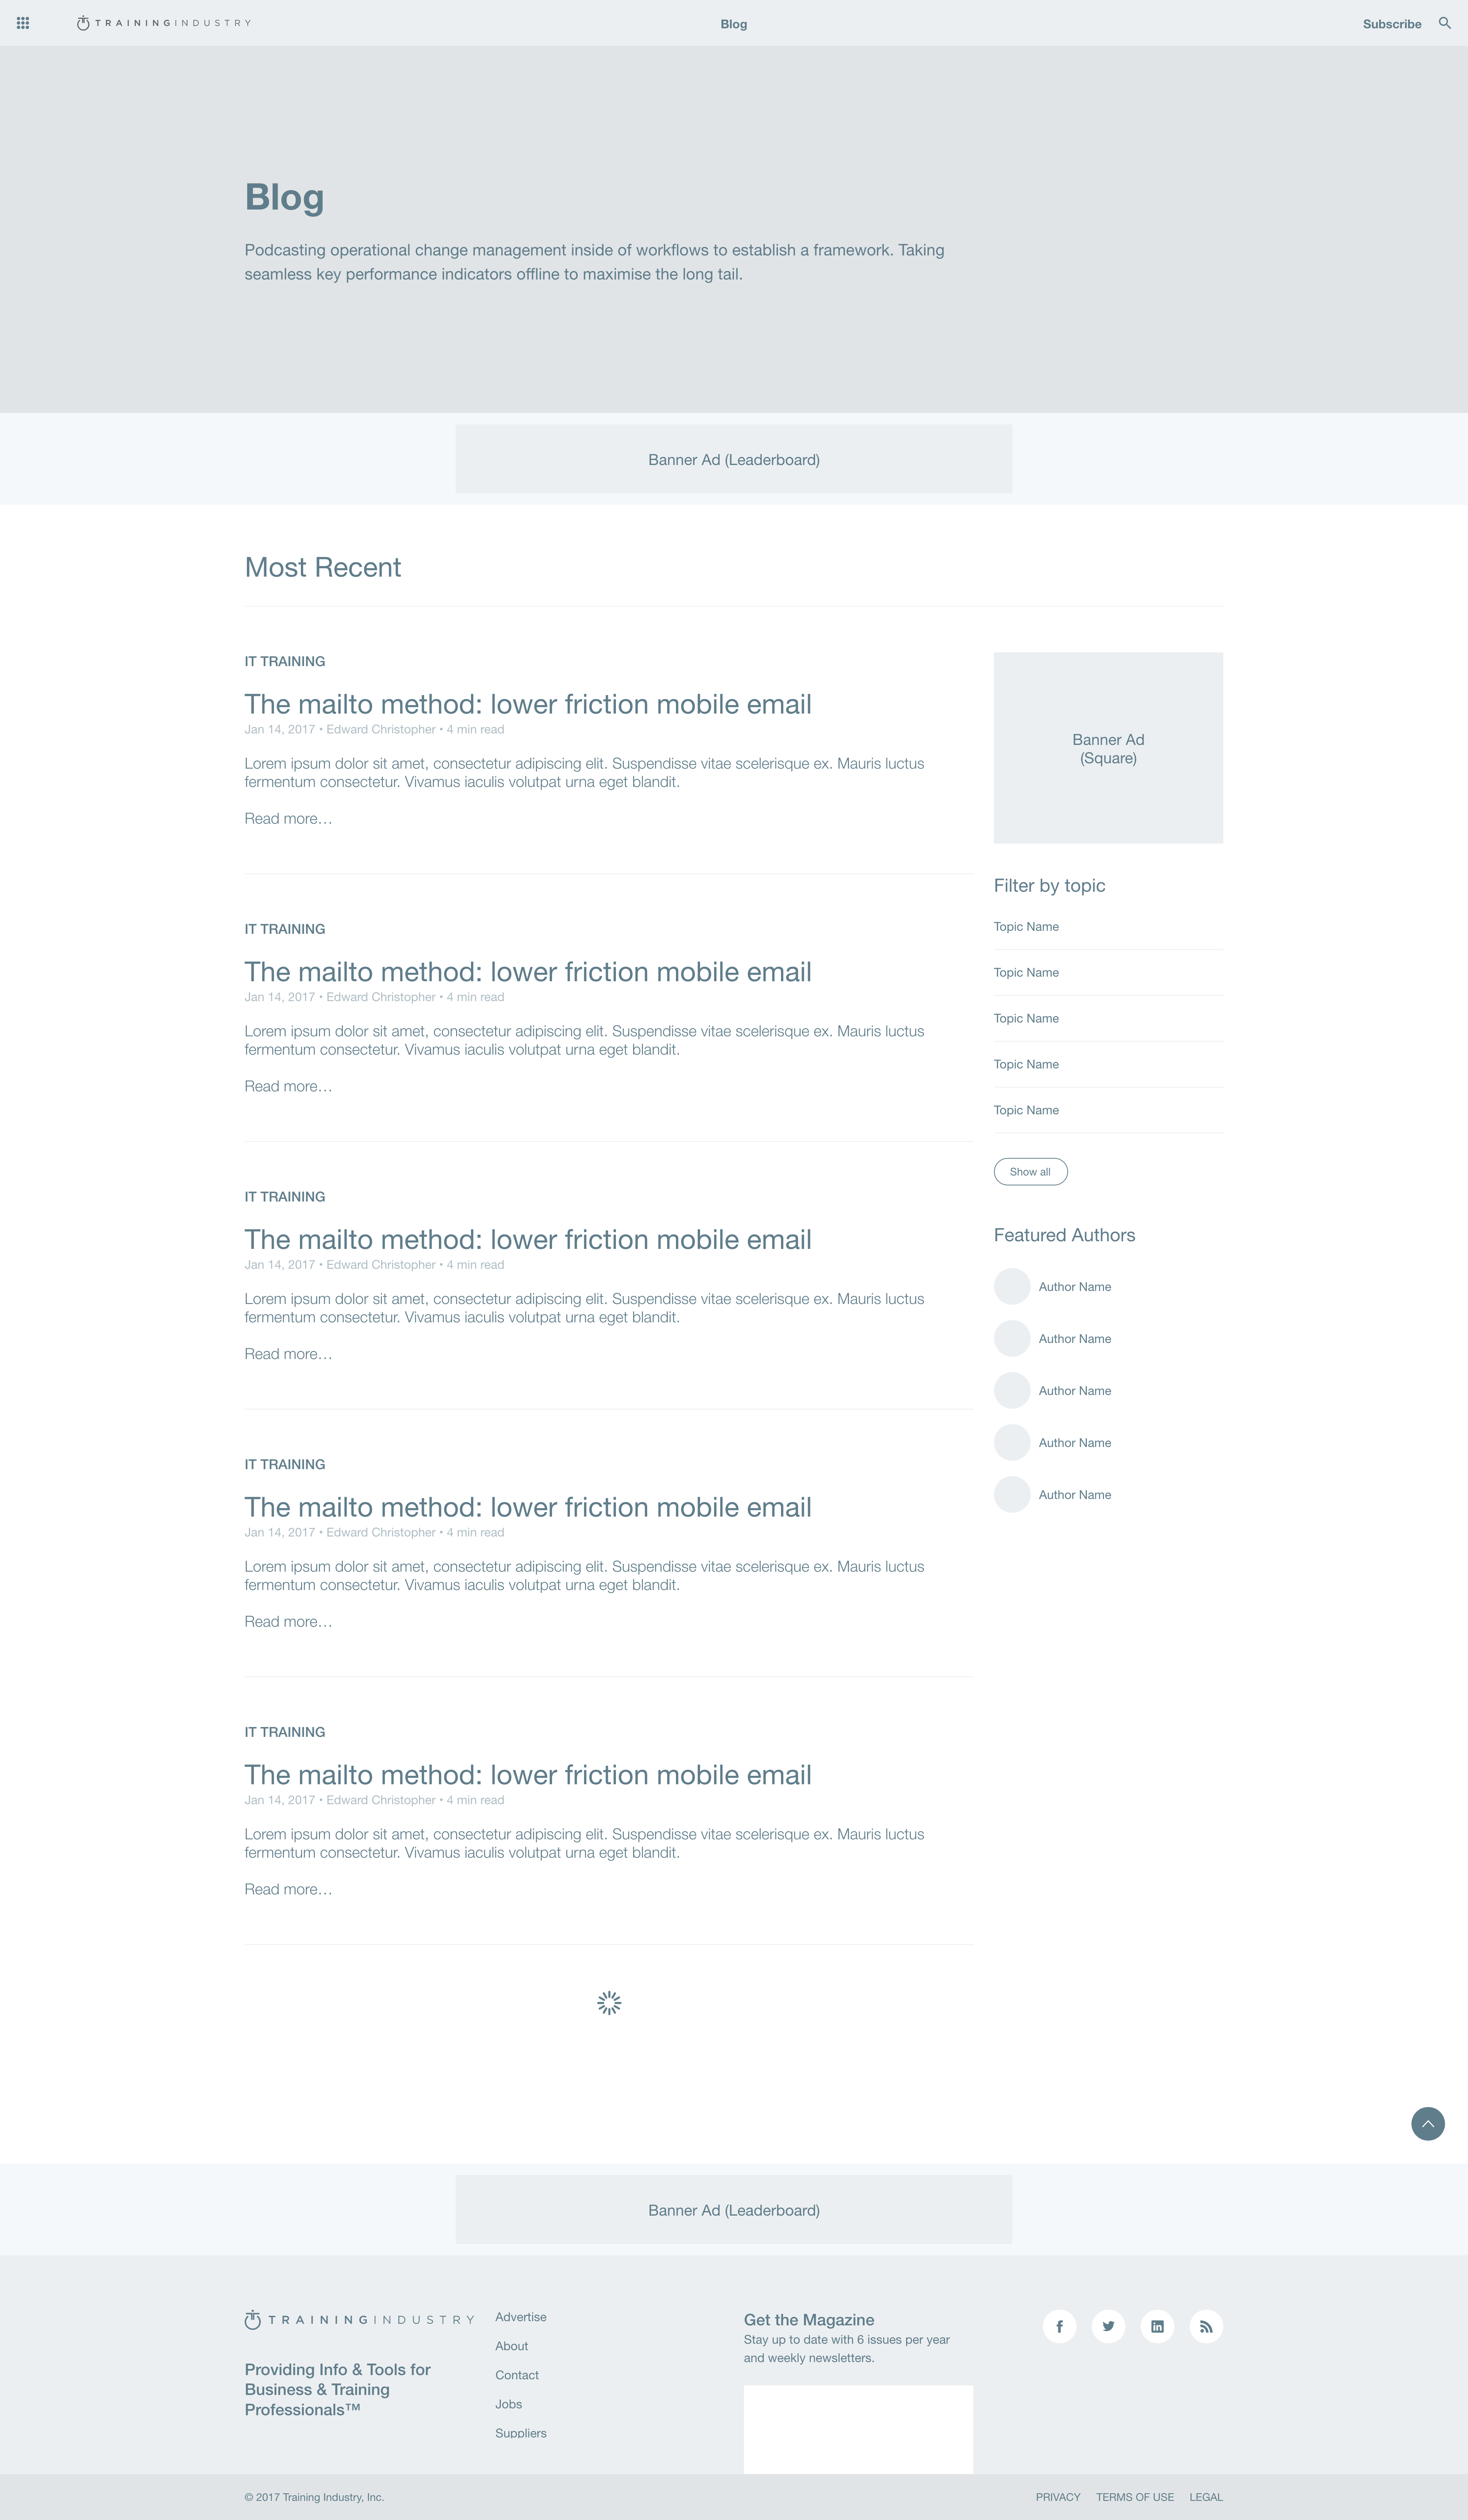 TRAININGINDUSTRY
Blog
Subscribe
Blog
Podcasting operational change management inside of workflows to establish a framework. Taking
seamless key performance indicators offline to maximise the long tail.
Banner Ad (Leaderboard)
Most Recent
IT TRAINING
The mailto method: lower friction mobile email
Jan 14, 2017 • Edward Christopher • 4 min read
Lorem ipsum dolor sit amet, consectetur adipiscing elit. Suspendisse vitae scelerisque ex. Mauris luctus
fermentum consectetur. Vivamus iaculis volutpat urna eget blandit.
Read more…
IT TRAINING
The mailto method: lower friction mobile email
Jan 14, 2017 • Edward Christopher • 4 min read
Lorem ipsum dolor sit amet, consectetur adipiscing elit. Suspendisse vitae scelerisque ex. Mauris luctus
fermentum consectetur. Vivamus iaculis volutpat urna eget blandit.
Read more…
IT TRAINING
The mailto method: lower friction mobile email
Jan 14, 2017 • Edward Christopher • 4 min read
Lorem ipsum dolor sit amet, consectetur adipiscing elit. Suspendisse vitae scelerisque ex. Mauris luctus
fermentum consectetur. Vivamus iaculis volutpat urna eget blandit.
Read more…
IT TRAINING
The mailto method: lower friction mobile email
Jan 14, 2017 • Edward Christopher • 4 min read
Lorem ipsum dolor sit amet, consectetur adipiscing elit. Suspendisse vitae scelerisque ex. Mauris luctus
fermentum consectetur. Vivamus iaculis volutpat urna eget blandit.
Read more…
IT TRAINING
The mailto method: lower friction mobile email
Jan 14, 2017 • Edward Christopher • 4 min read
Lorem ipsum dolor sit amet, consectetur adipiscing elit. Suspendisse vitae scelerisque ex. Mauris luctus
fermentum consectetur. Vivamus iaculis volutpat urna eget blandit.
Read more…
Banner Ad
(Square)
Filter by topic
Topic Name
Topic Name
Topic Name
Topic Name
Topic Name
Show all
Featured Authors
Author Name
Author Name
Author Name
Author Name
Author Name
Banner Ad (Leaderboard)
TRAININGINDUSTRY
Providing Info & Tools for
Business & Training
Professionals™
Advertise
About
Contact
Jobs
Suppliers
Get the Magazine
Stay up to date with 6 issues per year
and weekly newsletters.
© 2017 Training Industry, Inc.
PRIVACY
TERMS OF USE
LEGAL